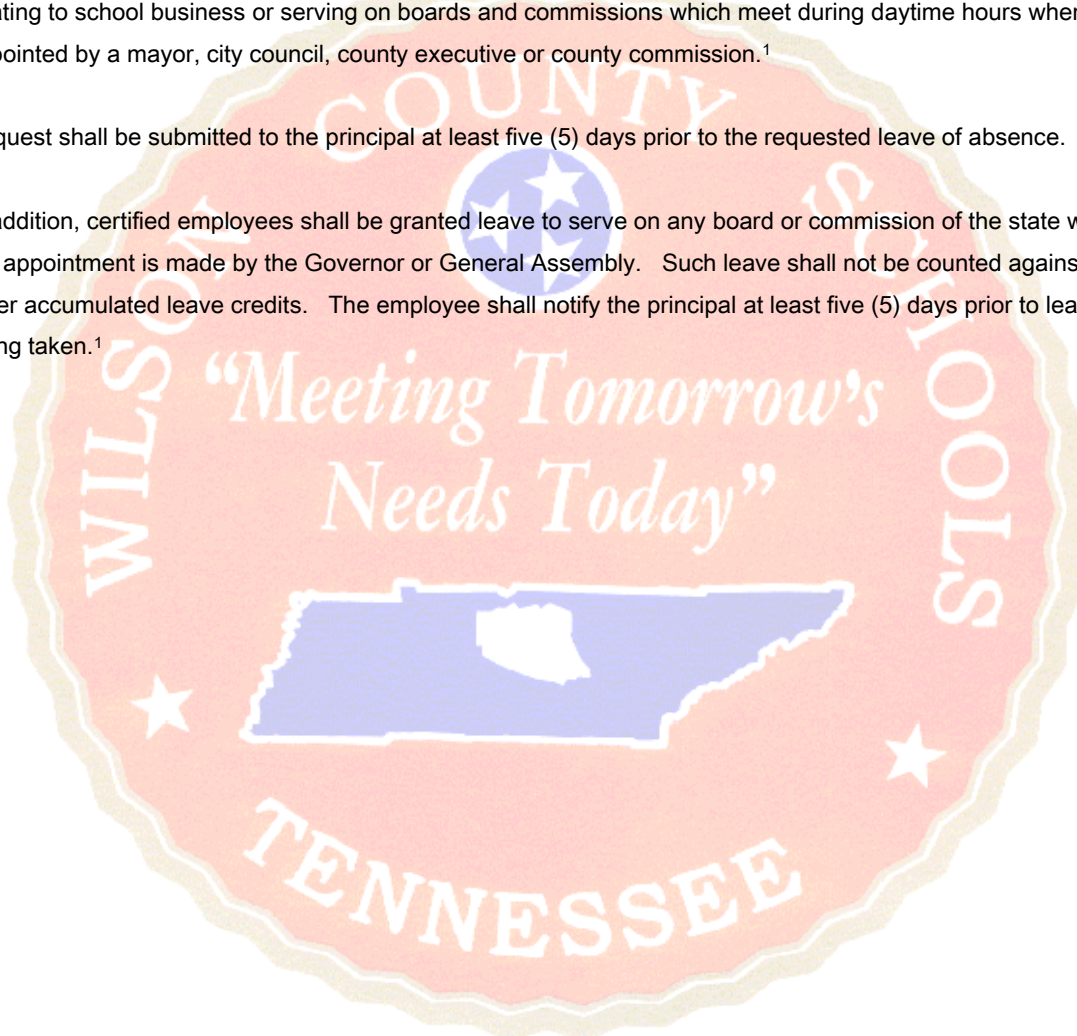 ating to school business or serving on boards and commissions which meet during daytime hours when
pointed by a mayor, city council, county executive or county commission.1
quest shall be submitted to the principal at least five (5) days prior to the requested leave of absence.
addition, certified employees shall be granted leave to serve on any board or commission of the state w
appointment is made by the Governor or General Assembly. Such leave shall not be counted agains
er accumulated leave credits. The employee shall notify the principal at least five (5) days prior to lea
ng taken.1
WILSON COUNTY SCHOOLS
“Meeting Tomorrow's
Needs Today”
TENNESSEE